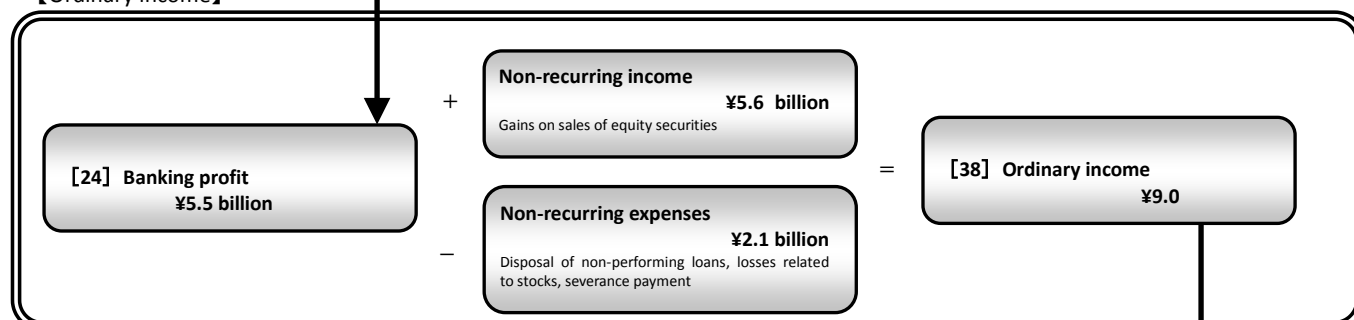 【Ordinary income】
+
Non-recurring income
¥5.6 billion
Gains on sales of equity securities
[24] Banking profit
¥5.5 billion
=
[38] Ordinary income
¥9.0
−
Non-recurring expenses
¥2.1 billion
Disposal of non-performing loans, losses related
to stocks, severance payment